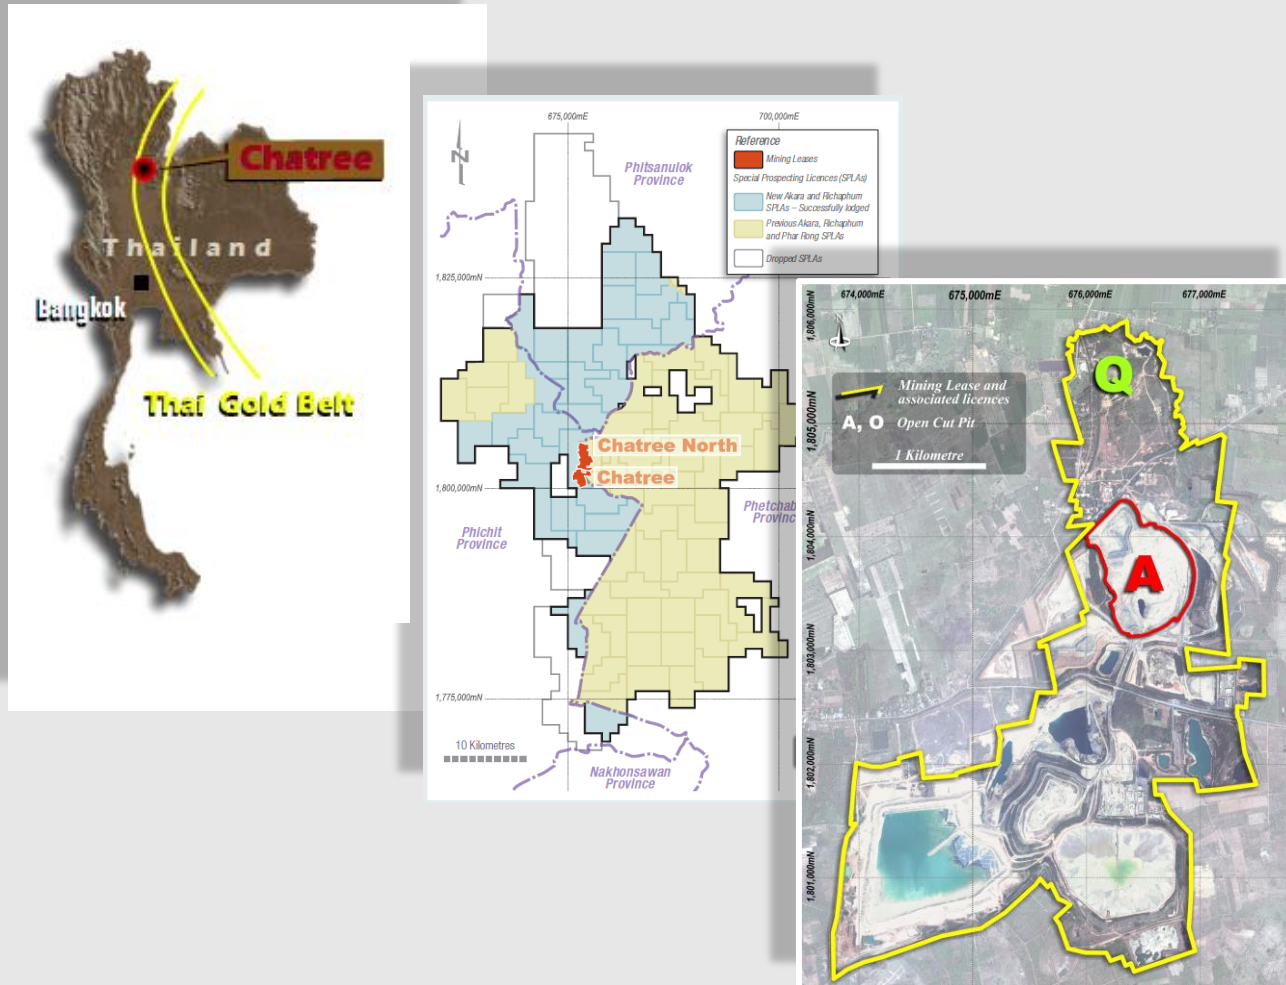 Chatree
Thailand
Bangkok
Thai Gold Belt
675,000mE
700,000mE
N
Phitsanulok
Province
Reference
Mining Leases
Special Prospecting Licences (SPLAs)
New Akara and Richaphum
SPLAs – Successfully lodged
Previous Akara, Richaphum
and Phar Rong SPLAs
Dropped SPLAs
1,825,000mN
Chatree North
Chatree
1,800,000mN
Phichit
Province
Phetchab
Provinc
1,775,000mN
10 Kilometres
Nakhonsawan
Province
674,000mE
675,000mE
676,000mE
677,000mE
1,806,000mN
1,805,000mN
1,804,000mN
1,803,000mN
1,802,000mN
1,801,000mN
Mining Lease and
associated licences
A, O Open Cut Pit
1 Kilometre
Q
A